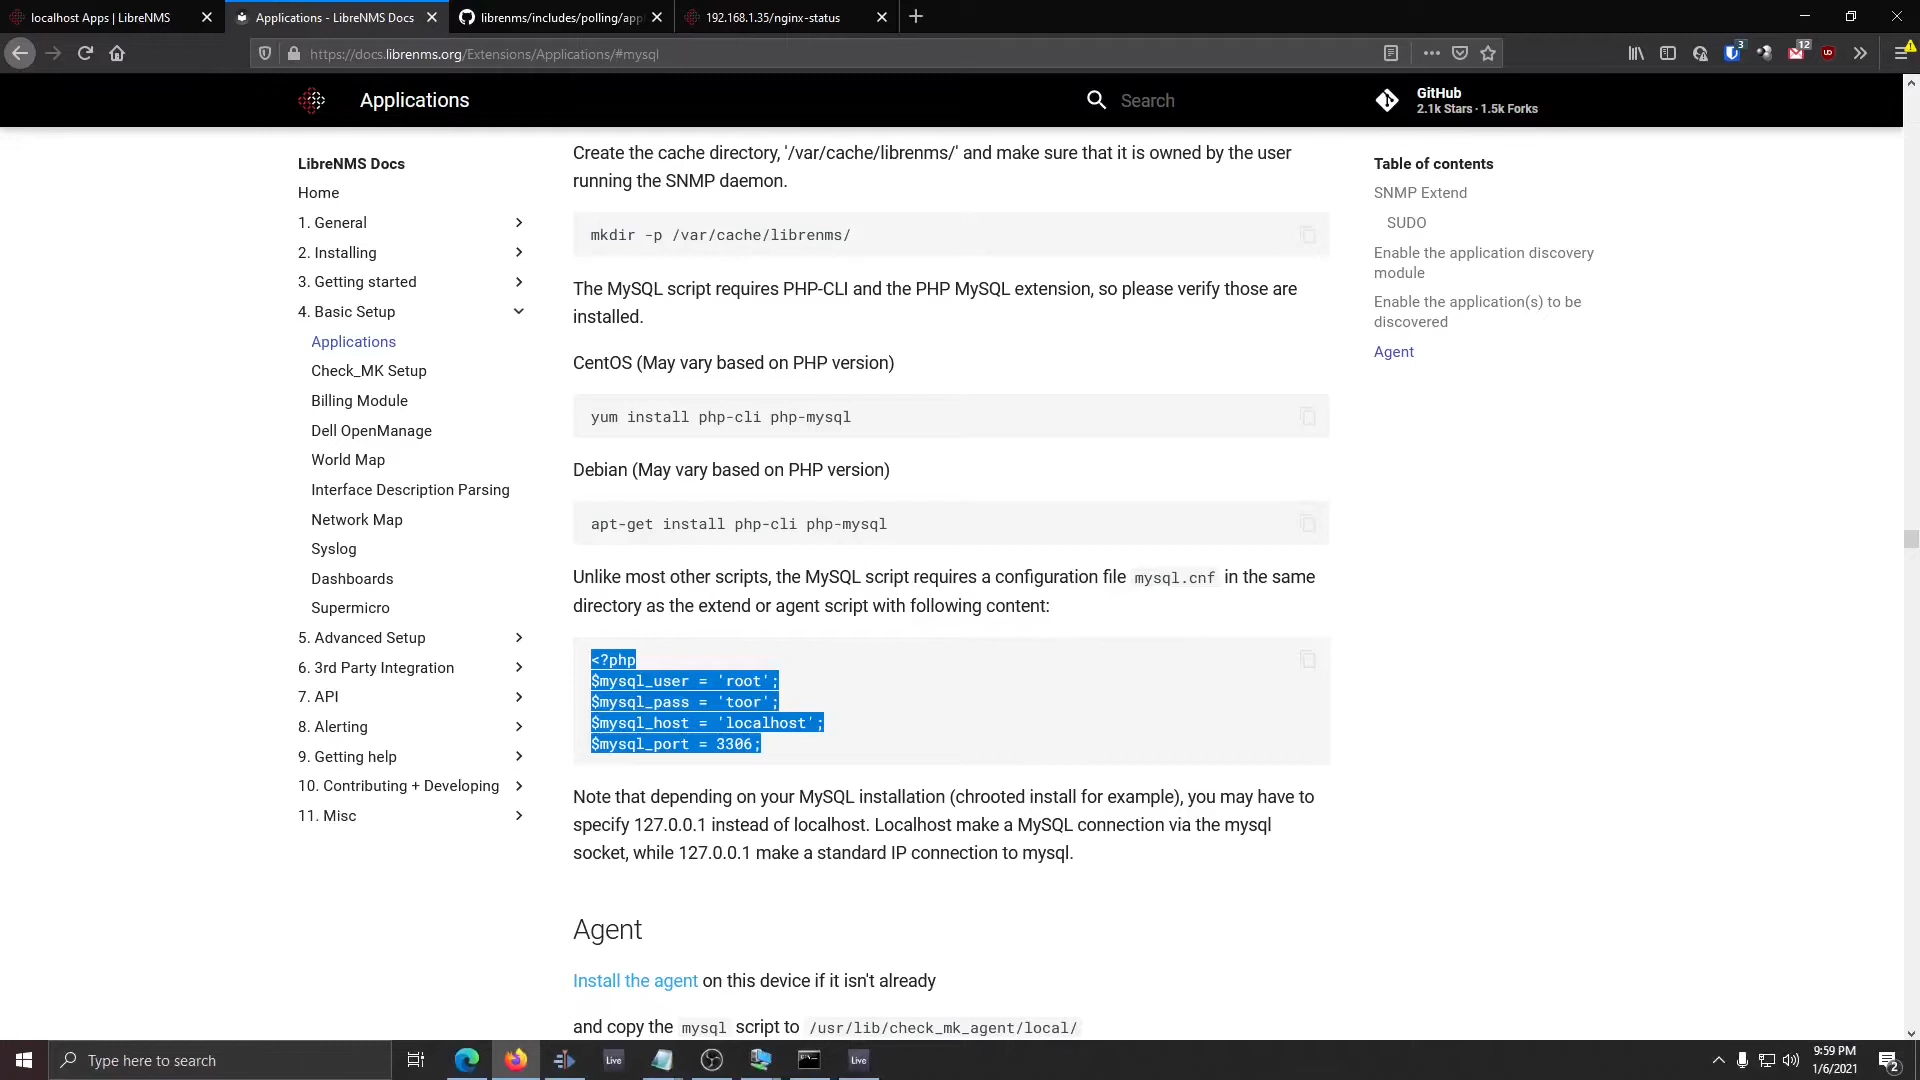 localhost Apps | LibreNMS
Applications - LibreNMS Docs
librenms/includes/polling/app
192.168.1.35/nginx-status
https://docs.librenms.org/Extensions/Applications/#mysql
3
12
Applications
Search
GitHub
2.1k Stars · 1.5k Forks
LibreNMS Docs
Home
1. General
2. Installing
3. Getting started
4. Basic Setup
Applications
Check_MK Setup
Billing Module
Dell OpenManage
World Map
Interface Description Parsing
Network Map
Syslog
Dashboards
Supermicro
5. Advanced Setup
6. 3rd Party Integration
7. API
8. Alerting
9. Getting help
10. Contributing + Developing
11. Misc
Create the cache directory, '/var/cache/librenms/' and make sure that it is owned by the user
running the SNMP daemon.
mkdir -p /var/cache/librenms/
The MySQL script requires PHP-CLI and the PHP MySQL extension, so please verify those are
installed.
CentOS (May vary based on PHP version)
yum install php-cli php-mysql
Debian (May vary based on PHP version)
apt-get install php-cli php-mysql
Unlike most other scripts, the MySQL script requires a configuration file mysql.cnf in the same
directory as the extend or agent script with following content:
<?php
$mysql_user = 'root';
$mysql_pass = 'toor';
$mysql_host = 'localhost';
$mysql_port = 3306;
Note that depending on your MySQL installation (chrooted install for example), you may have to
specify 127.0.0.1 instead of localhost. Localhost make a MySQL connection via the mysql
socket, while 127.0.0.1 make a standard IP connection to mysql.
Agent
Install the agent on this device if it isn't already
and copy the mysql script to /usr/lib/check_mk_agent/local/
Table of contents
SNMP Extend
SUDO
Enable the application discovery
module
Enable the application(s) to be
discovered
Agent
Type here to search
Live
Live
9:59 PM
1/6/2021
2